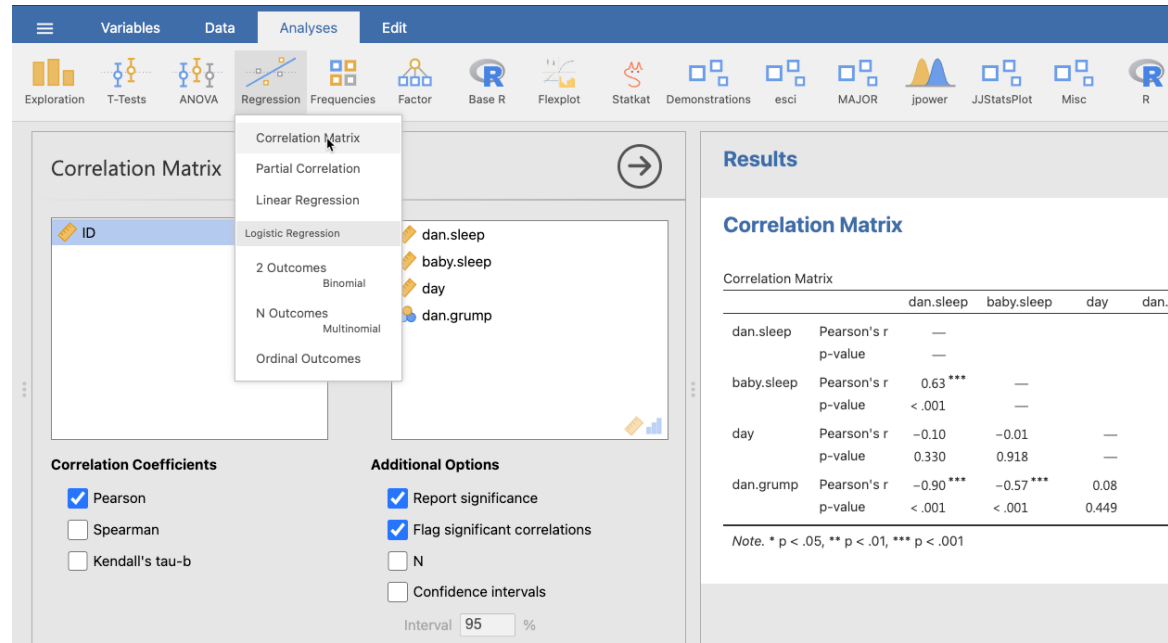 Variables Data Analyses Edit
Exploration T-Tests ANOVA Regression Frequencies Factor Base R Flexplot Statkat Demonstrations esci MAJOR jpower JJStatsPlot Misc R
Correlation Matrix
Partial Correlation
Linear Regression
Logistic Regression
2 Outcomes
Binomial
N Outcomes
Multinomial
Ordinal Outcomes
Correlation Matrix
ID
dan.sleep
baby.sleep
day
dan.grump
Correlation Coefficients
Pearson
Spearman
Kendall's tau-b
Additional Options
Report significance
Flag significant correlations
N
Confidence intervals
Interval 95 %
Results
Correlation Matrix
Correlation Matrix
dan.sleep baby.sleep day dan.
dan.sleep Pearson's r —
p-value —
baby.sleep Pearson's r 0.63 *** —
p-value < .001 —
day Pearson's r −0.10 −0.01 —
p-value 0.330 0.918 —
dan.grump Pearson's r −0.90 *** −0.57 *** 0.08
p-value < .001 < .001 0.449
Note. * p < .05, ** p < .01, *** p < .001